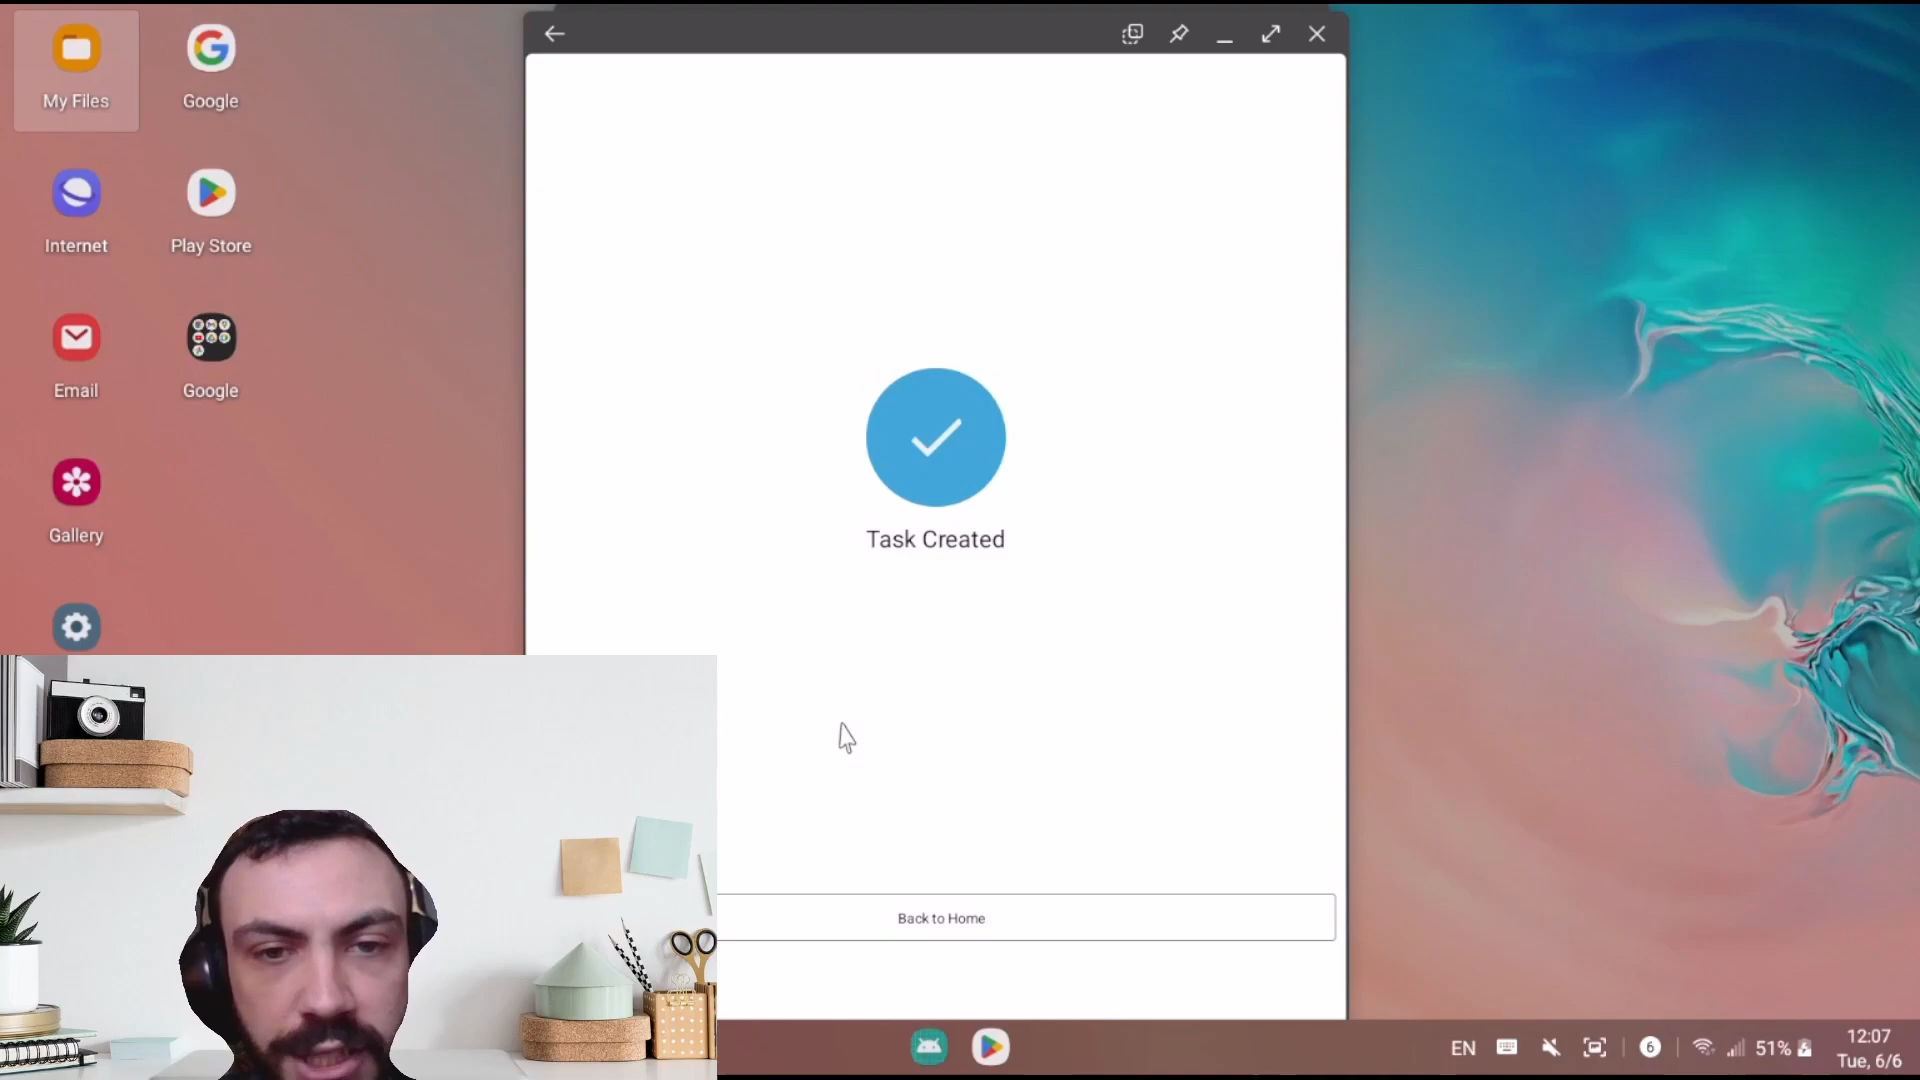 My Files
Google
Internet
Play Store
Email
Google
Gallery
Task Created
Back to Home
EN
6
51%
12:07
Tue, 6/6